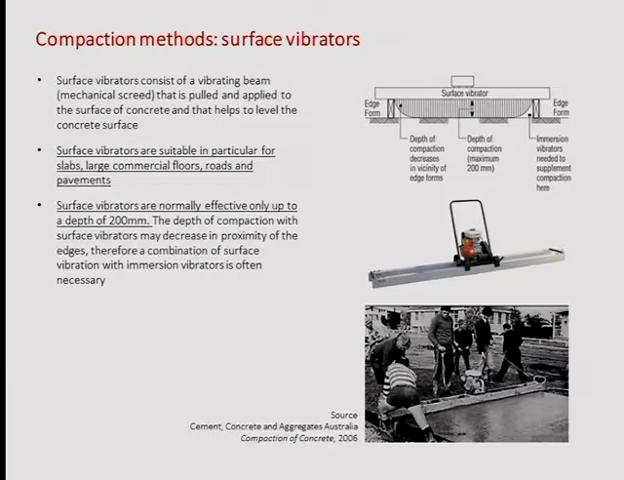 Compaction methods: surface vibrators
• Surface vibrators consist of a vibrating beam
(mechanical screed) that is pulled and applied to
the surface of concrete and that helps to level the
concrete surface
• Surface vibrators are suitable in particular for
slabs, large commercial floors, roads and
pavements
• Surface vibrators are normally effective only up to
a depth of 200mm. The depth of compaction with
surface vibrators may decrease in proximity of the
edges, therefore a combination of surface
vibration with immersion vibrators is often
necessary
Surface vibrator
Edge
Form
Edge
Form
Depth of
compaction
decreases
in vicinity of
edge forms
Depth of
compaction
(maximum
200 mm)
Immersion
vibrators
needed to
supplement
compaction
here
Source
Cement, Concrete and Aggregates Australia
Compaction of Concrete, 2006